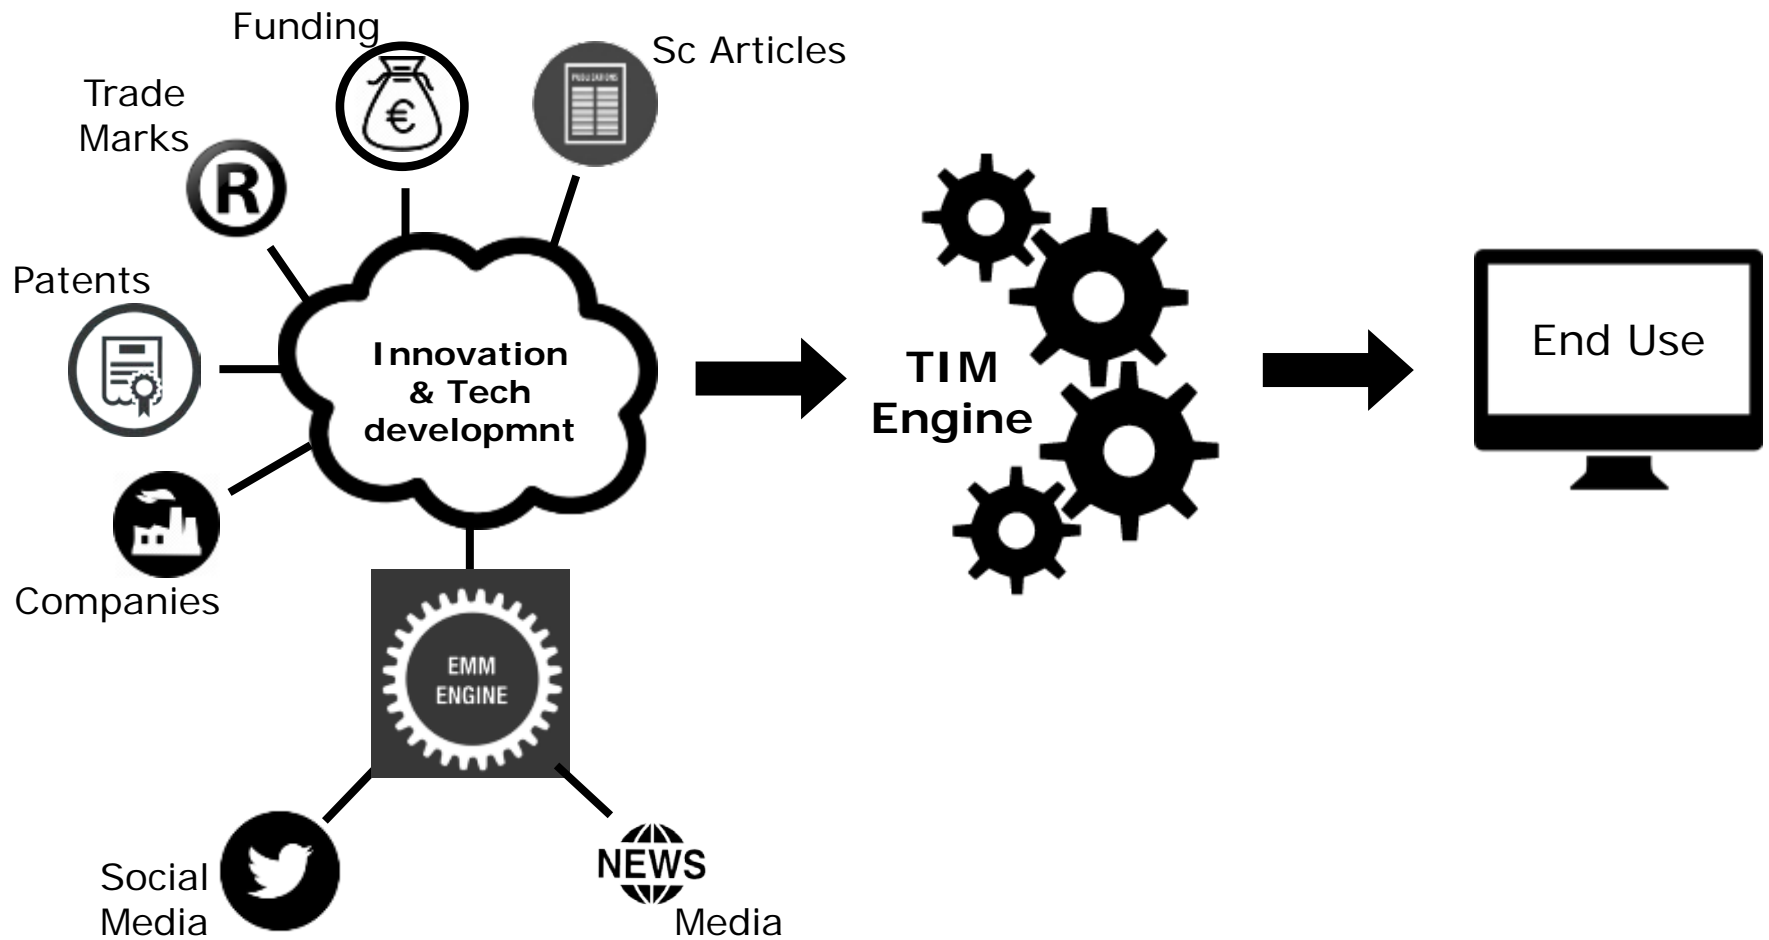 Funding
Sc Articles
PUBLICATIONS
Trade
Marks
€
R
Patents
Innovation
& Tech
developmnt
TIM
Engine
End Use
Companies
EMM
ENGINE
NEWS
Social
Media
Media